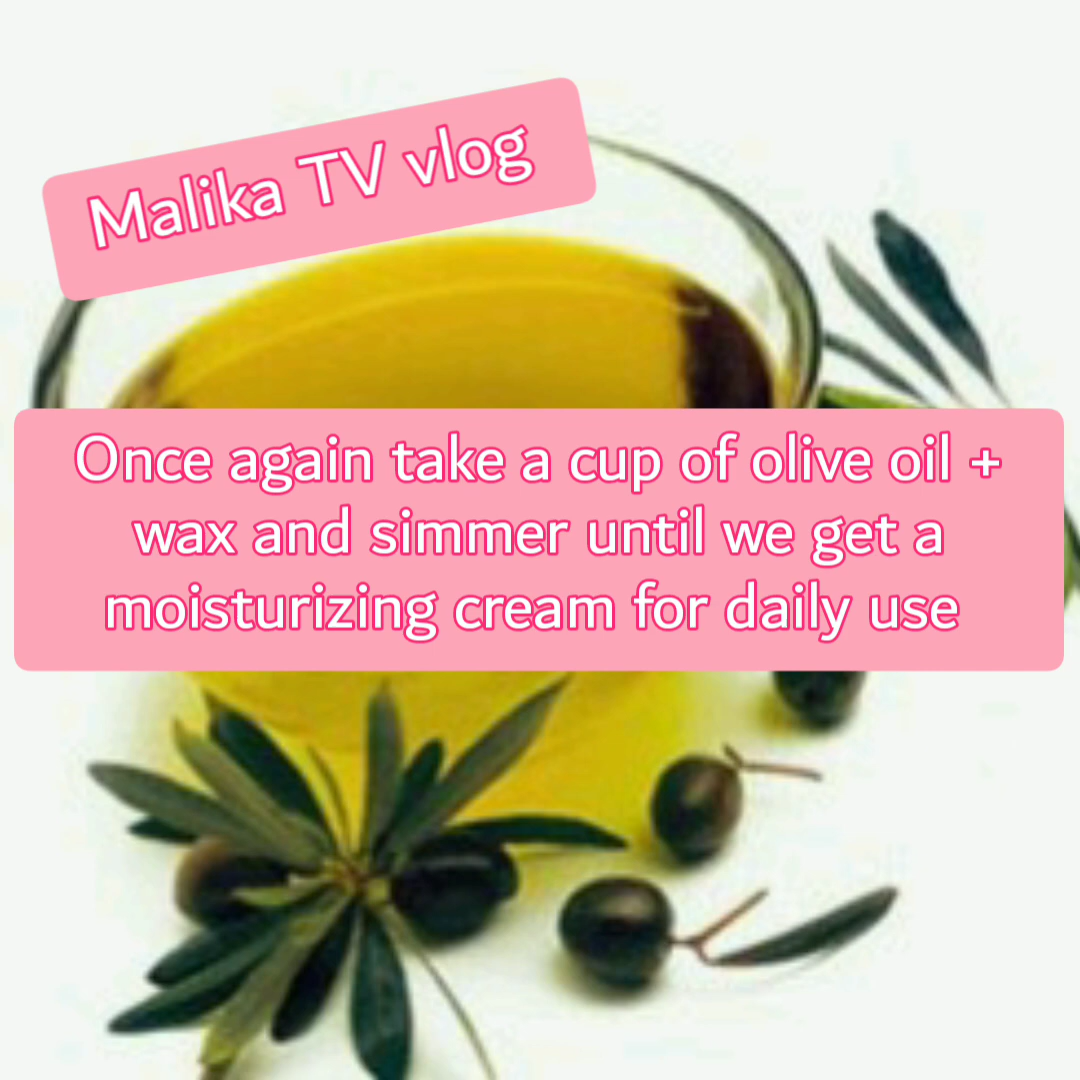 Malika TV vlog
Once again take a cup of olive oil +
wax and simmer until we get a
moisturizing cream for daily use